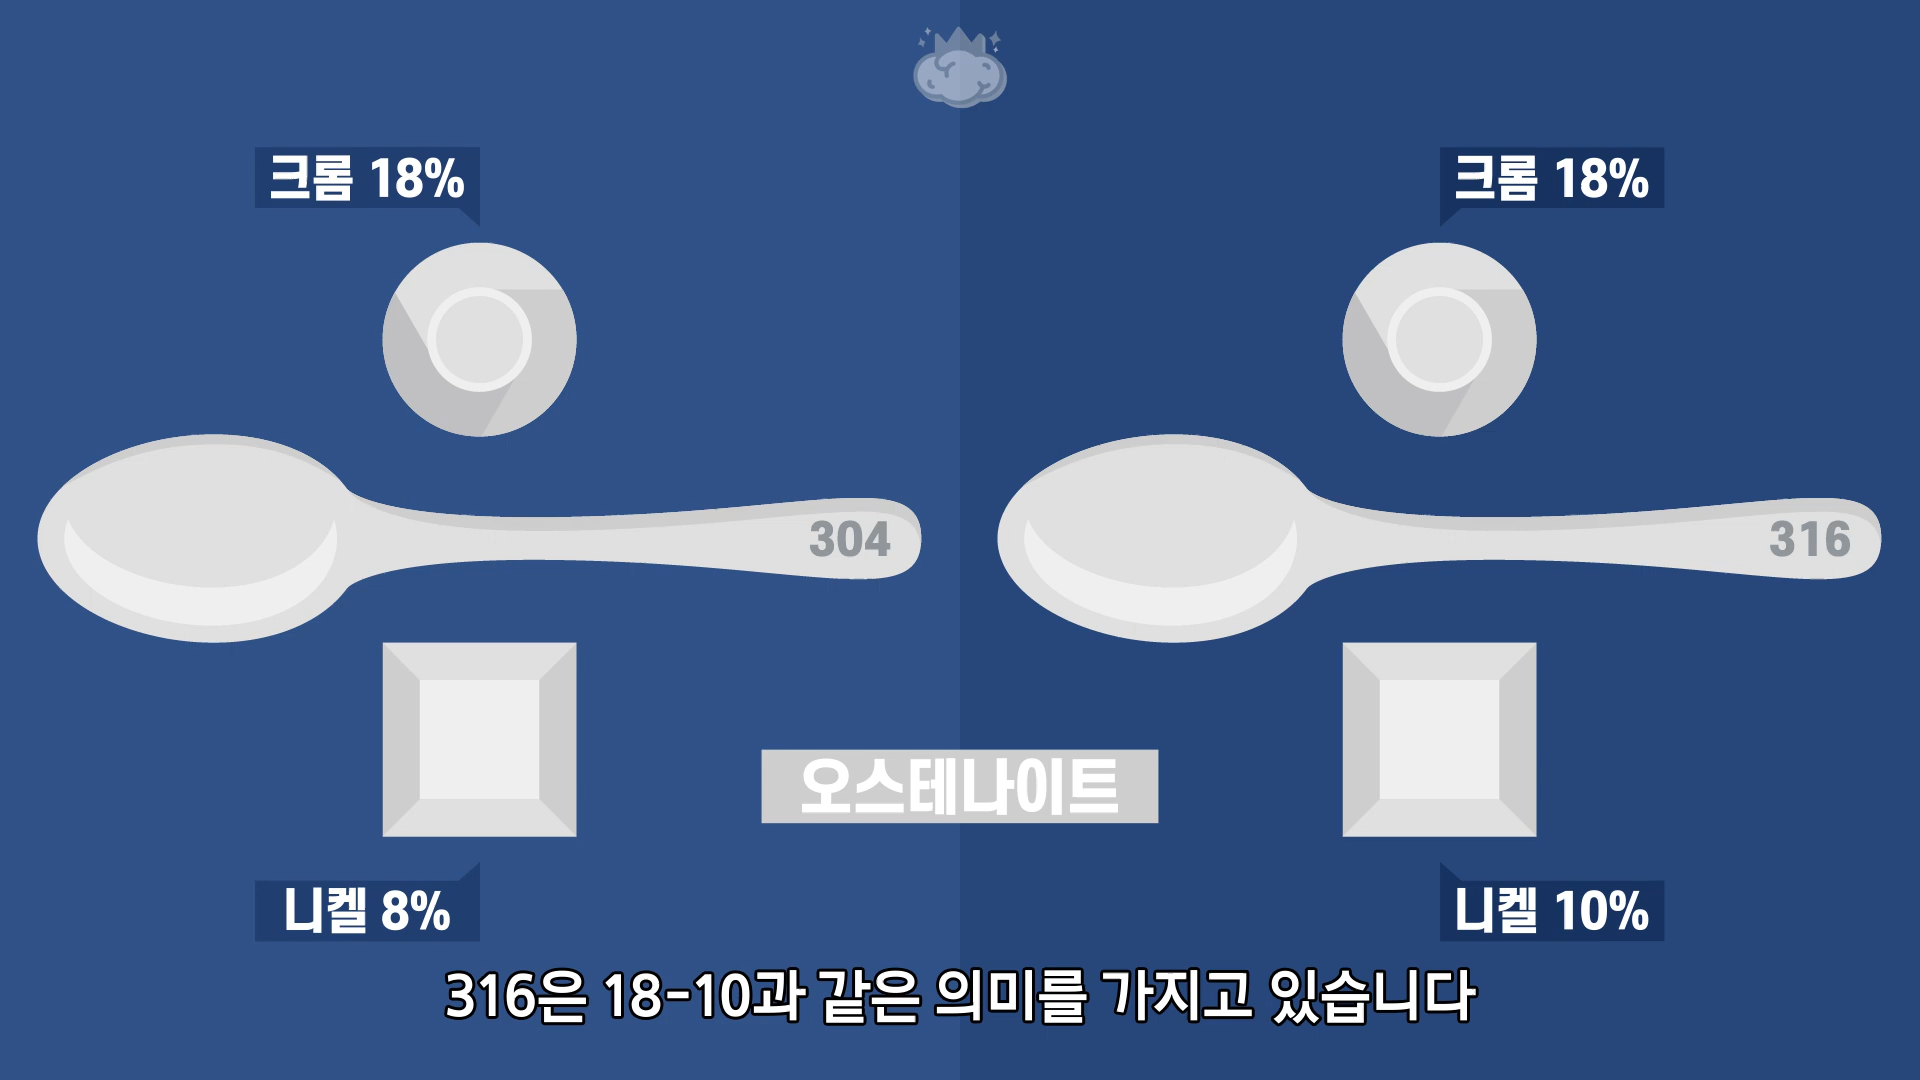 크롬 18%
크롬 18%
304
316
오스테나이트
니켈 8%
니켈 10%
316은 18-10과 같은 의미를 가지고 있습니다